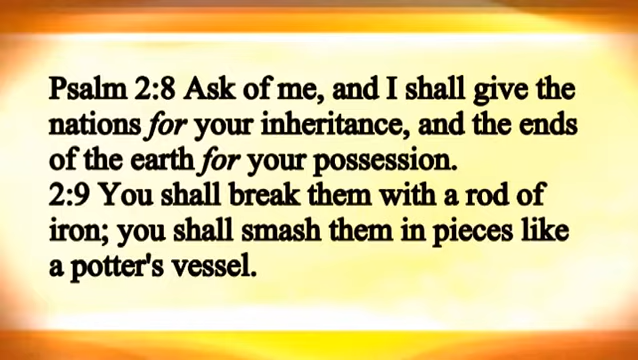 Psalm 2:8 Ask of me, and I shall give the
nations for your inheritance, and the ends
of the earth for your possession.
2:9 You shall break them with a rod of
iron; you shall smash them in pieces like
a potter's vessel.